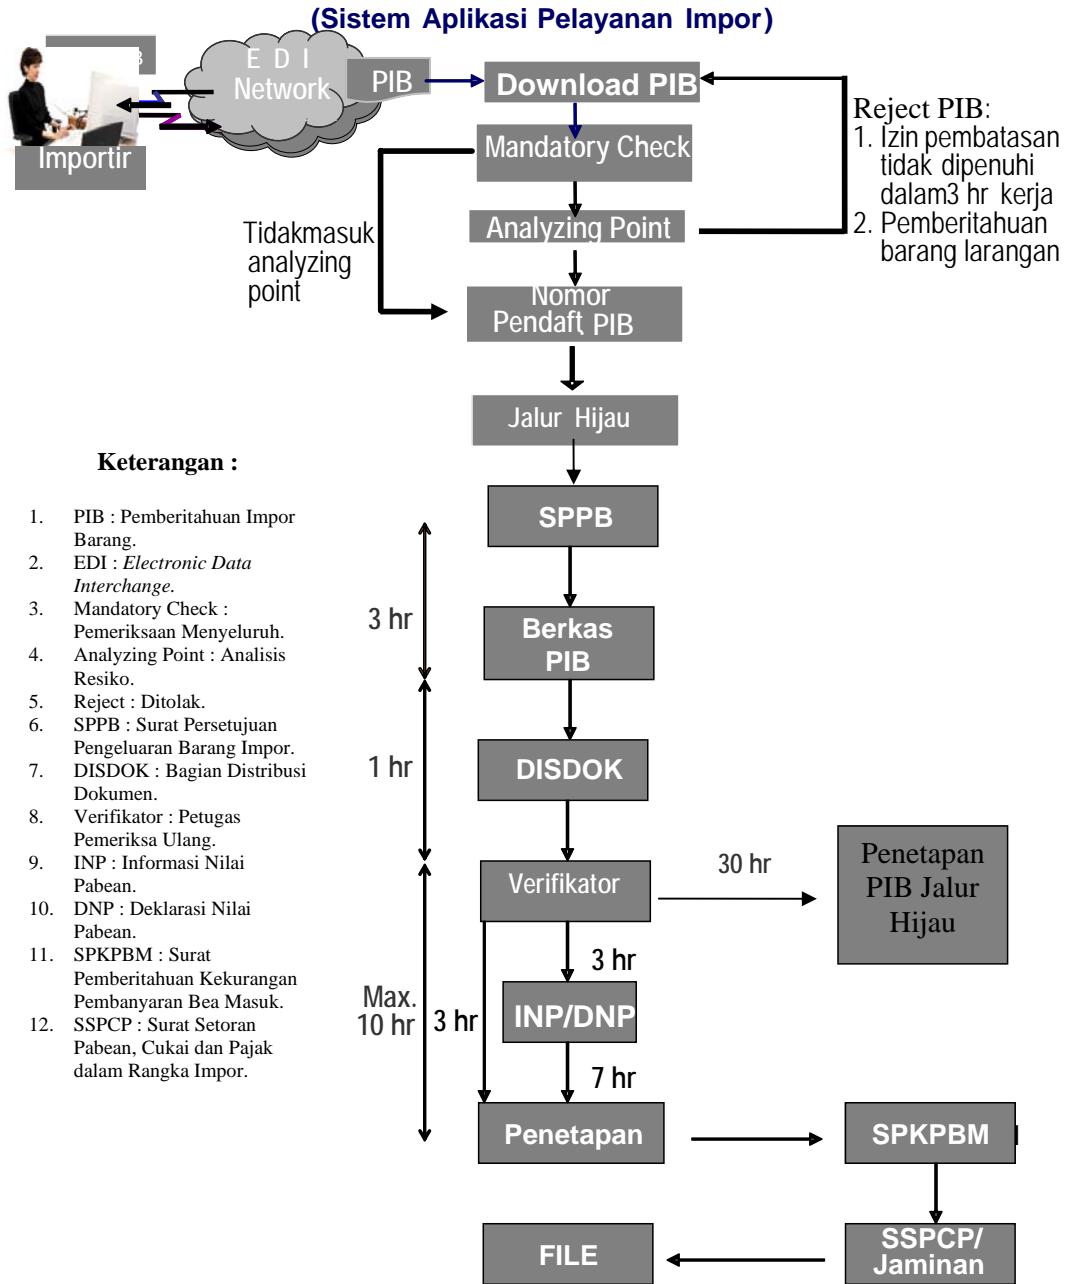 (Sistem Aplikasi Pelayanan Impor)
E D I
Network
PIB
Importir
Download PIB
Mandatory Check
Analyzing Point
Reject PIB:
1. Izin pembatasan
tidak dipenuhi
dalam3 hr kerja
2. Pemberitahuan
barang larangan
Tidakmasuk
analyzing
point
Nomor
Pendaft PIB
Jalur Hijau
Keterangan :
1. PIB : Pemberitahuan Impor
Barang.
2. EDI : Electronic Data
Interchange.
3. Mandatory Check :
Pemeriksaan Menyeluruh.
4. Analyzing Point : Analisis
Resiko.
5. Reject : Ditolak.
6. SPPB : Surat Persetujuan
Pengeluaran Barang Impor.
7. DISDOK : Bagian Distribusi
Dokumen.
8. Verifikator : Petugas
Pemeriksa Ulang.
9. INP : Informasi Nilai
Pabean.
10. DNP : Deklarasi Nilai
Pabean.
11. SPKPBM : Surat
Pemberitahuan Kekurangan
Pembanyaran Bea Masuk.
12. SSPCP : Surat Setoran
Pabean, Cukai dan Pajak
dalam Rangka Impor.
SPPB
3 hr
Berkas
PIB
1 hr
DISDOK
Verifikator
30 hr
Penetapan
PIB Jalur
Hijau
3 hr
Max.
10 hr
3 hr
INP/DNP
7 hr
Penetapan
SPKPBM
SSPCP/
Jaminan
FILE